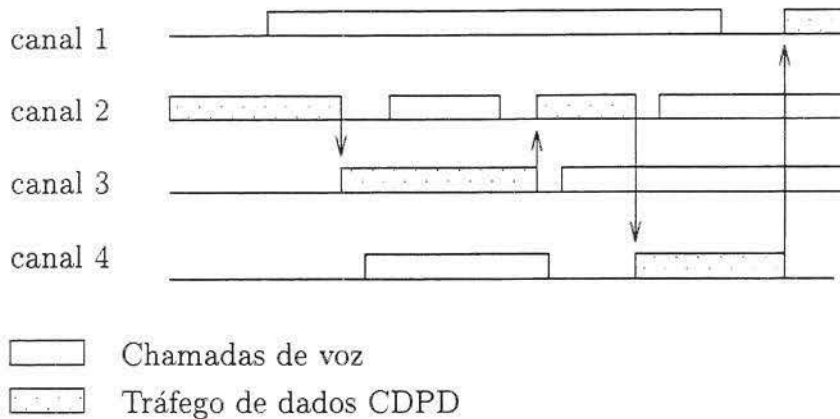 canal 1
canal 2
canal 3
canal 4
Chamadas de voz
Tráfego de dados CDPD